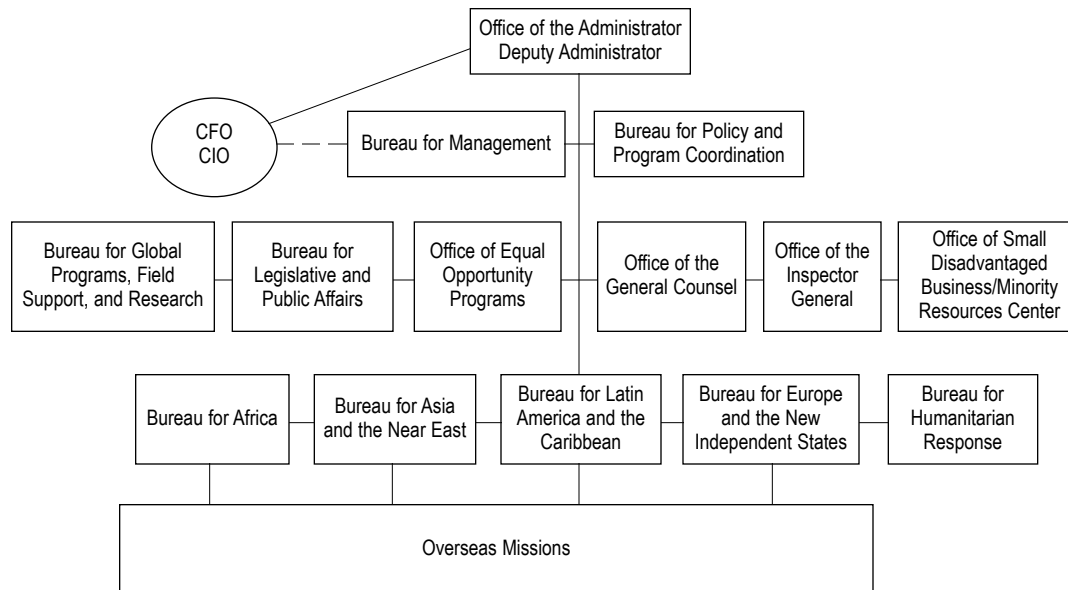 Office of the Administrator
Deputy Administrator
CFO
CIO
Bureau for Management
Bureau for Policy and
Program Coordination
Bureau for Global
Programs, Field
Support, and Research
Bureau for
Legislative and
Public Affairs
Office of Equal
Opportunity
Programs
Office of the
General Counsel
Office of the
Inspector
General
Office of Small
Disadvantaged
Business/Minority
Resources Center
Bureau for Africa
Bureau for Asia
and the Near East
Bureau for Latin
America and the
Caribbean
Bureau for Europe
and the New
Independent States
Bureau for
Humanitarian
Response
Overseas Missions